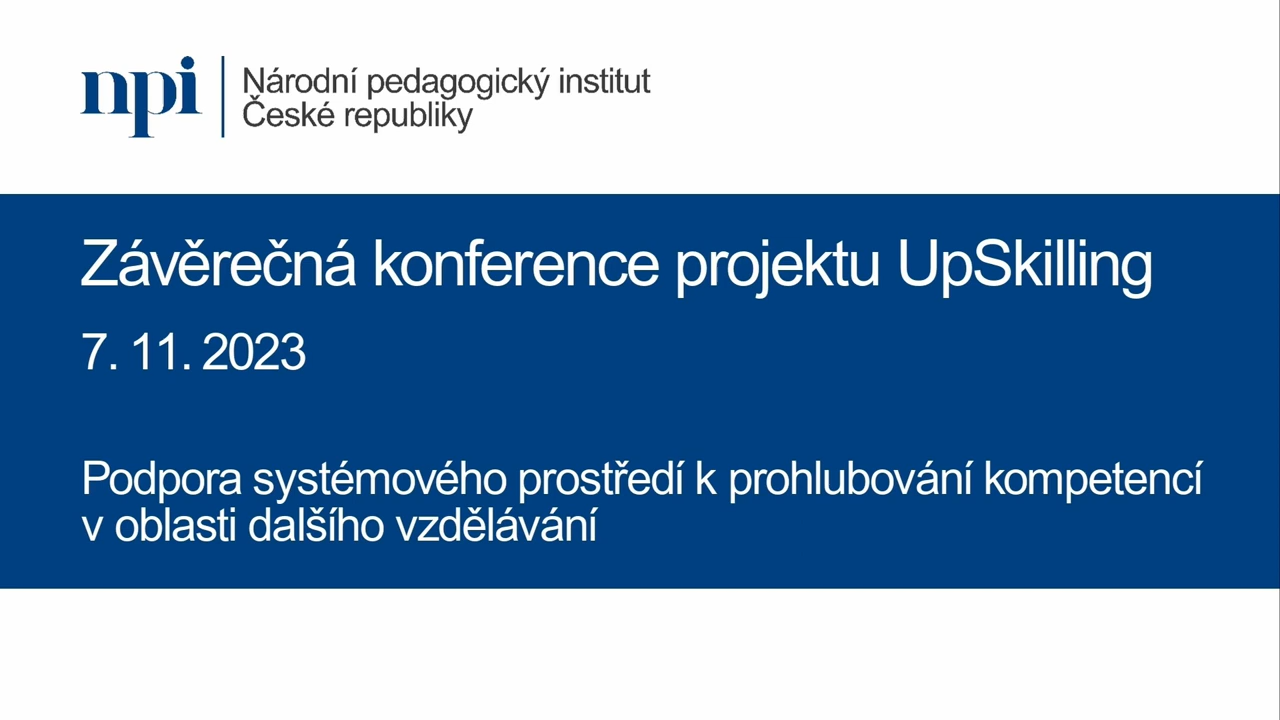 npi
Národní pedagogický institut
České republiky
Závěrečná konference projektu UpSkilling
7. 11. 2023
Podpora systémového prostředí k prohlubování kompetencí
v oblasti dalšího vzdělávání